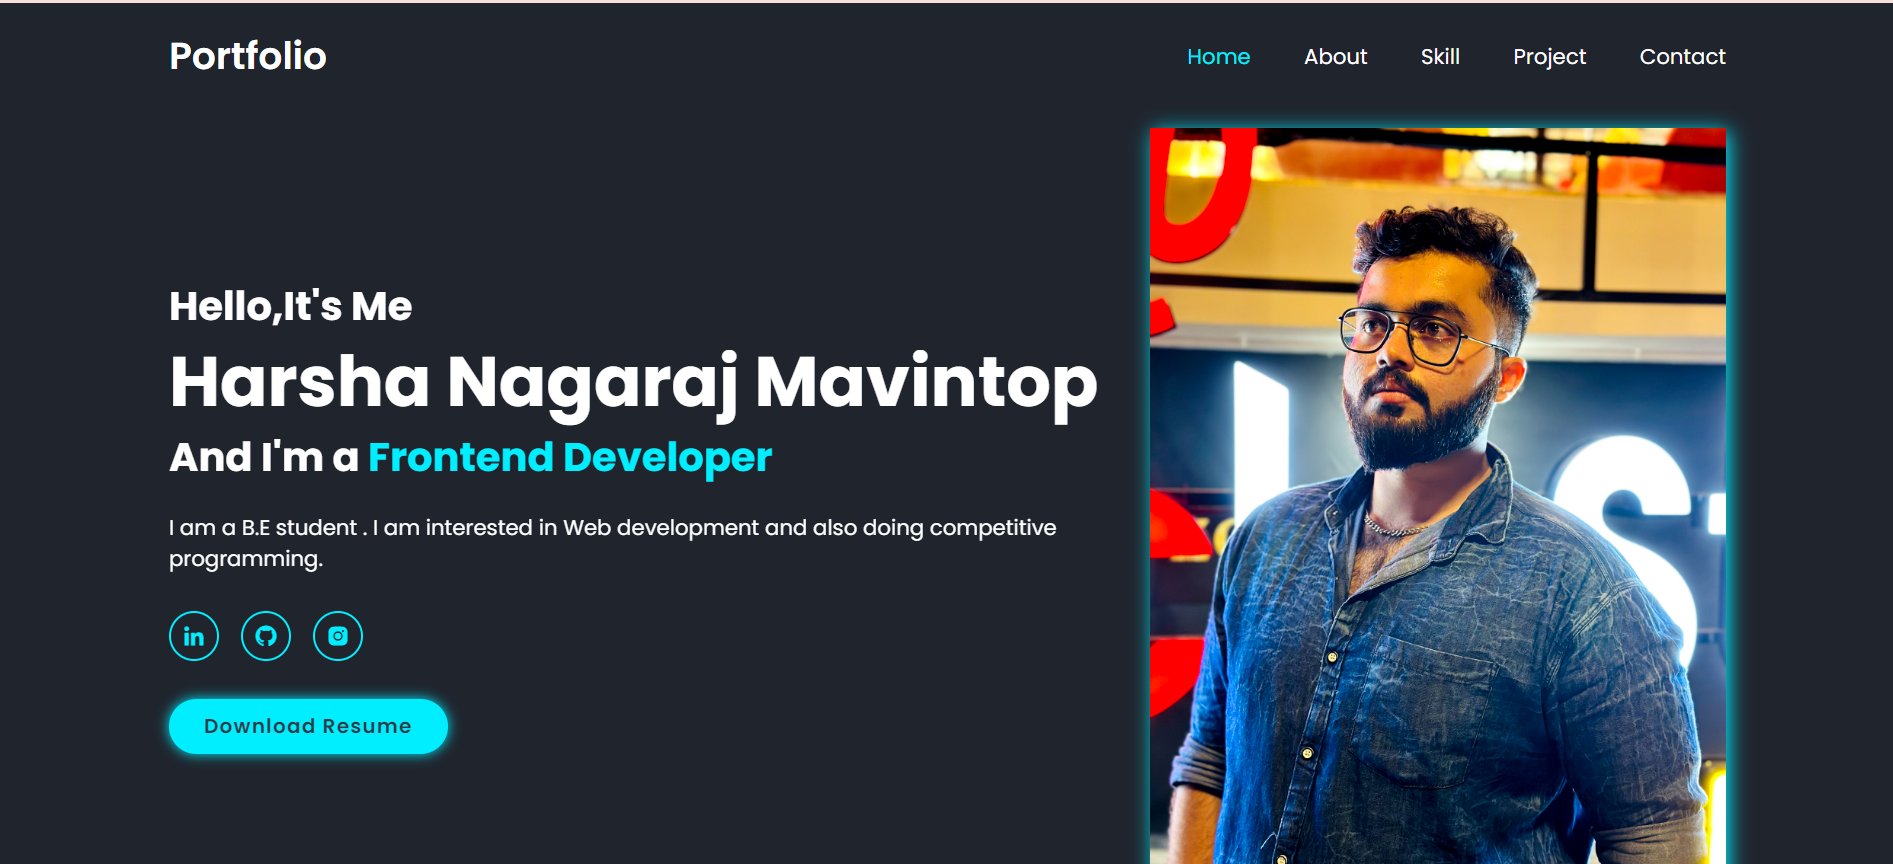 Portfolio
Home About Skill Project Contact
Hello,It's Me
Harsha Nagaraj Mavintop
And I'm a Frontend Developer
I am a B.E student . I am interested in Web development and also doing competitive
programming.
in
Download Resume